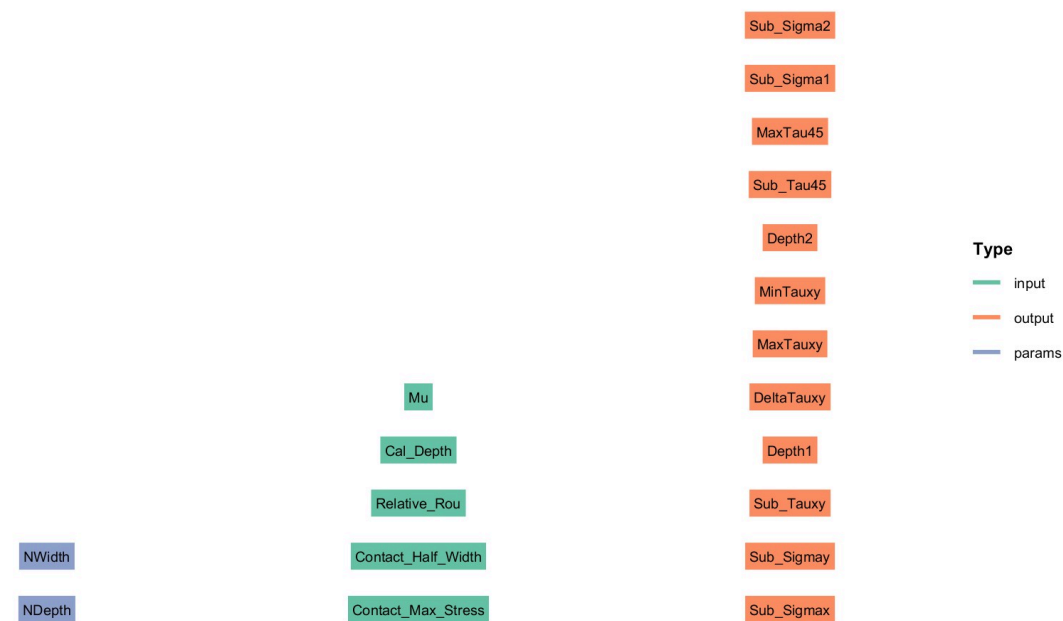 Sub_Sigma2
Sub_Sigma1
MaxTau45
Sub_Tau45
Depth2
MinTauxy
MaxTauxy
Mu
DeltaTauxy
Cal_Depth
Depth1
Relative_Rou
Sub_Tauxy
NWidth
Contact_Half_Width
Sub_Sigmay
NDepth
Contact_Max_Stress
Sub_Sigmax
Type
input
output
params